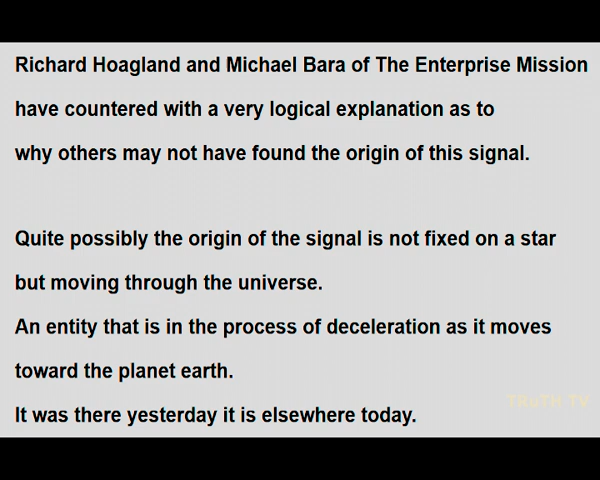 Richard Hoagland and Michael Bara of The Enterprise Mission
have countered with a very logical explanation as to
why others may not have found the origin of this signal.
Quite possibly the origin of the signal is not fixed on a star
but moving through the universe.
An entity that is in the process of deceleration as it moves
toward the planet earth.
TRuTH TV
It was there yesterday it is elsewhere today.